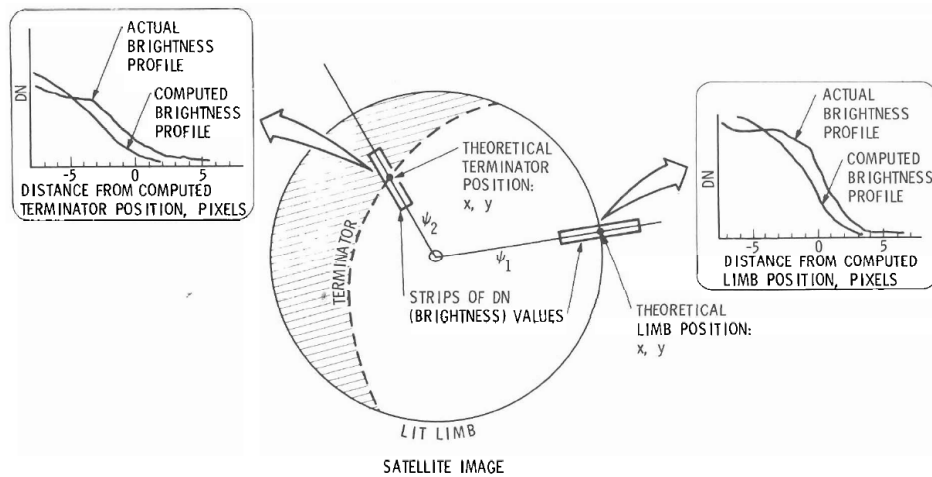 ACTUAL
BRIGHTNESS
PROFILE
DN
COMPUTED
BRIGHTNESS
PROFILE
-5 0 5
DISTANCE FROM COMPUTED
TERMINATOR POSITION, PIXELS
THEORETICAL
TERMINATOR
POSITION:
x, y
ψ2
ψ1
TERMINATOR
STRIPS OF DN
(BRIGHTNESS) VALUES
THEORETICAL
LIMB POSITION:
x, y
LIT LIMB
SATELLITE IMAGE
ACTUAL
BRIGHTNESS
PROFILE
DN
COMPUTED
BRIGHTNESS
PROFILE
-5 0 5
DISTANCE FROM COMPUTED
LIMB POSITION, PIXELS